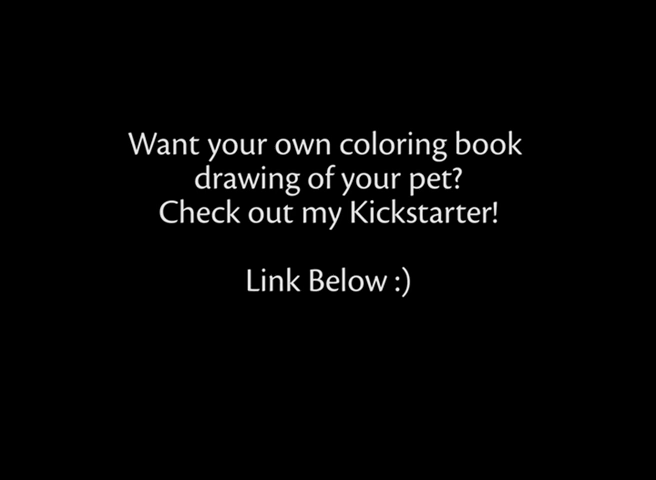 Want your own coloring book
drawing of your pet?
Check out my Kickstarter!
Link Below :)